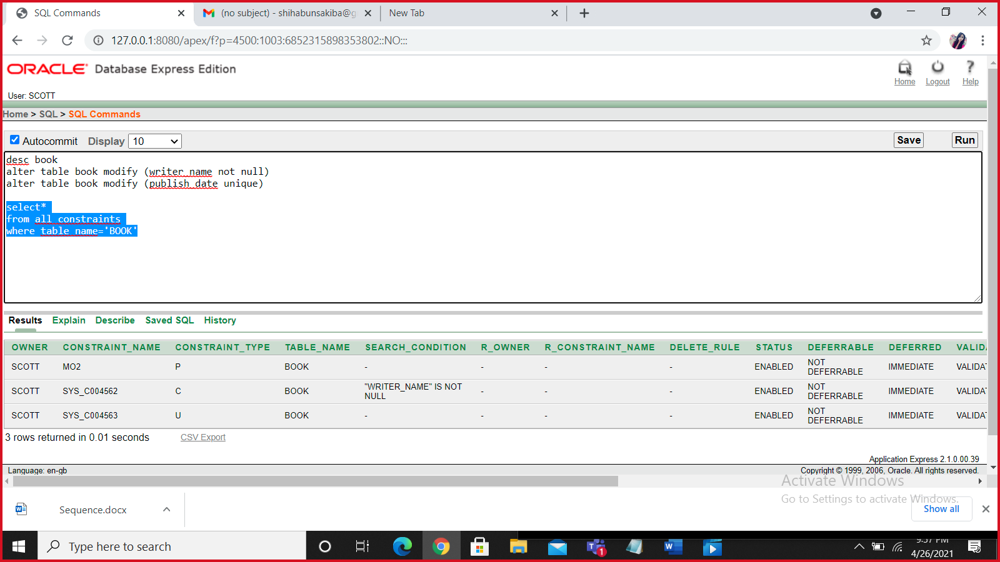 SQL Commands
(no subject) - shihabunsakiba@g
New Tab
127.0.0.1:8080/apex/f?p=4500:1003:6852315898353802::NO:::
ORACLE Database Express Edition
Home Logout Help
User: SCOTT
Home > SQL > SQL Commands
Autocommit Display 10 Save Run
desc book
alter table book modify (writer_name not null)
alter table book modify (publish_date unique)
select*
from all_constraints
where table_name='BOOK'
Results Explain Describe Saved SQL History
OWNER CONSTRAINT_NAME CONSTRAINT_TYPE TABLE_NAME SEARCH_CONDITION R_OWNER R_CONSTRAINT_NAME DELETE_RULE STATUS DEFERRABLE DEFERRED VALIDA
SCOTT MO2 P BOOK - - - - ENABLED NOT DEFERRABLE IMMEDIATE VALIDAT
SCOTT SYS_C004562 C BOOK "WRITER_NAME" IS NOT NULL - - - ENABLED NOT DEFERRABLE IMMEDIATE VALIDAT
SCOTT SYS_C004563 U BOOK - - - - ENABLED NOT DEFERRABLE IMMEDIATE VALIDAT
3 rows returned in 0.01 seconds CSV Export
Application Express 2.1.0.00.39
Language: en-gb Copyright © 1999, 2006, Oracle. All rights reserved.
Activate Windows
Go to Settings to activate Windows.
Sequence.docx
Show all
Type here to search
1
9:37 PM
4/26/2021